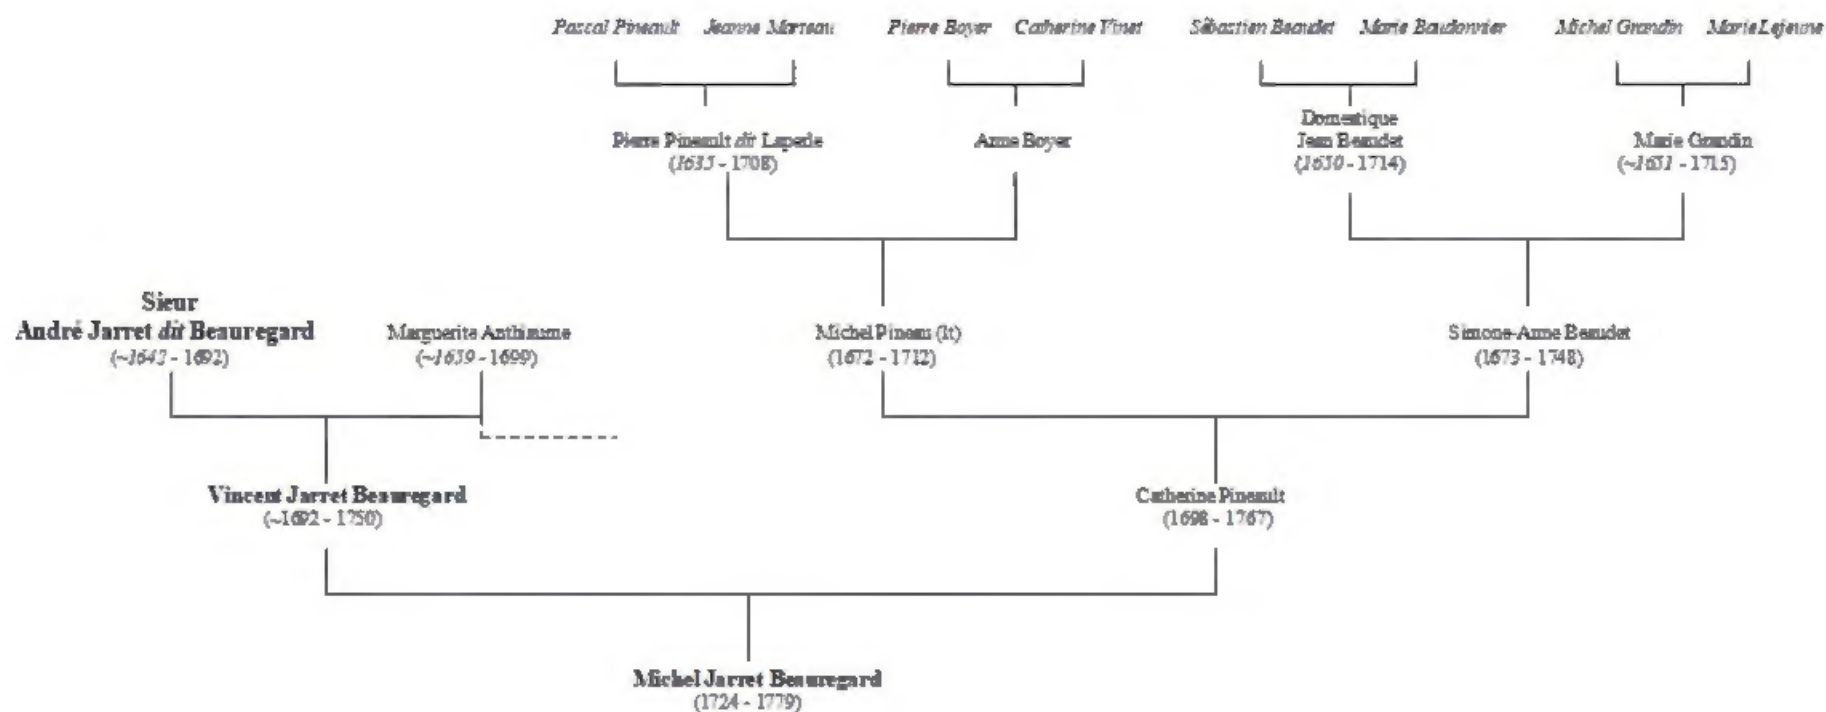 Pascal Pineault Jeanne Marteau Pierre Boyer Catherine Vinet Sébastien Beaudet Marie Baudonnier Michel Grandin Marie Lejeune
Domestique
Pierre Pineault dit Laperle Anne Boyer Jean Beaudet Marie Grandin
(1635 - 1708) (1650 - 1714) (~1651 - 1715)
Sieur
André Jarret dit Beauregard Marguerite Anthiaume Michel Pineau (lt) Simone-Anne Beaudet
(~1642 - 1692) (~1659 - 1699) (1672 - 1712) (1673 - 1748)
Vincent Jarret Beauregard Catherine Pineault
(~1692 - 1750) (1698 - 1767)
Michel Jarret Beauregard
(1724 - 1779)